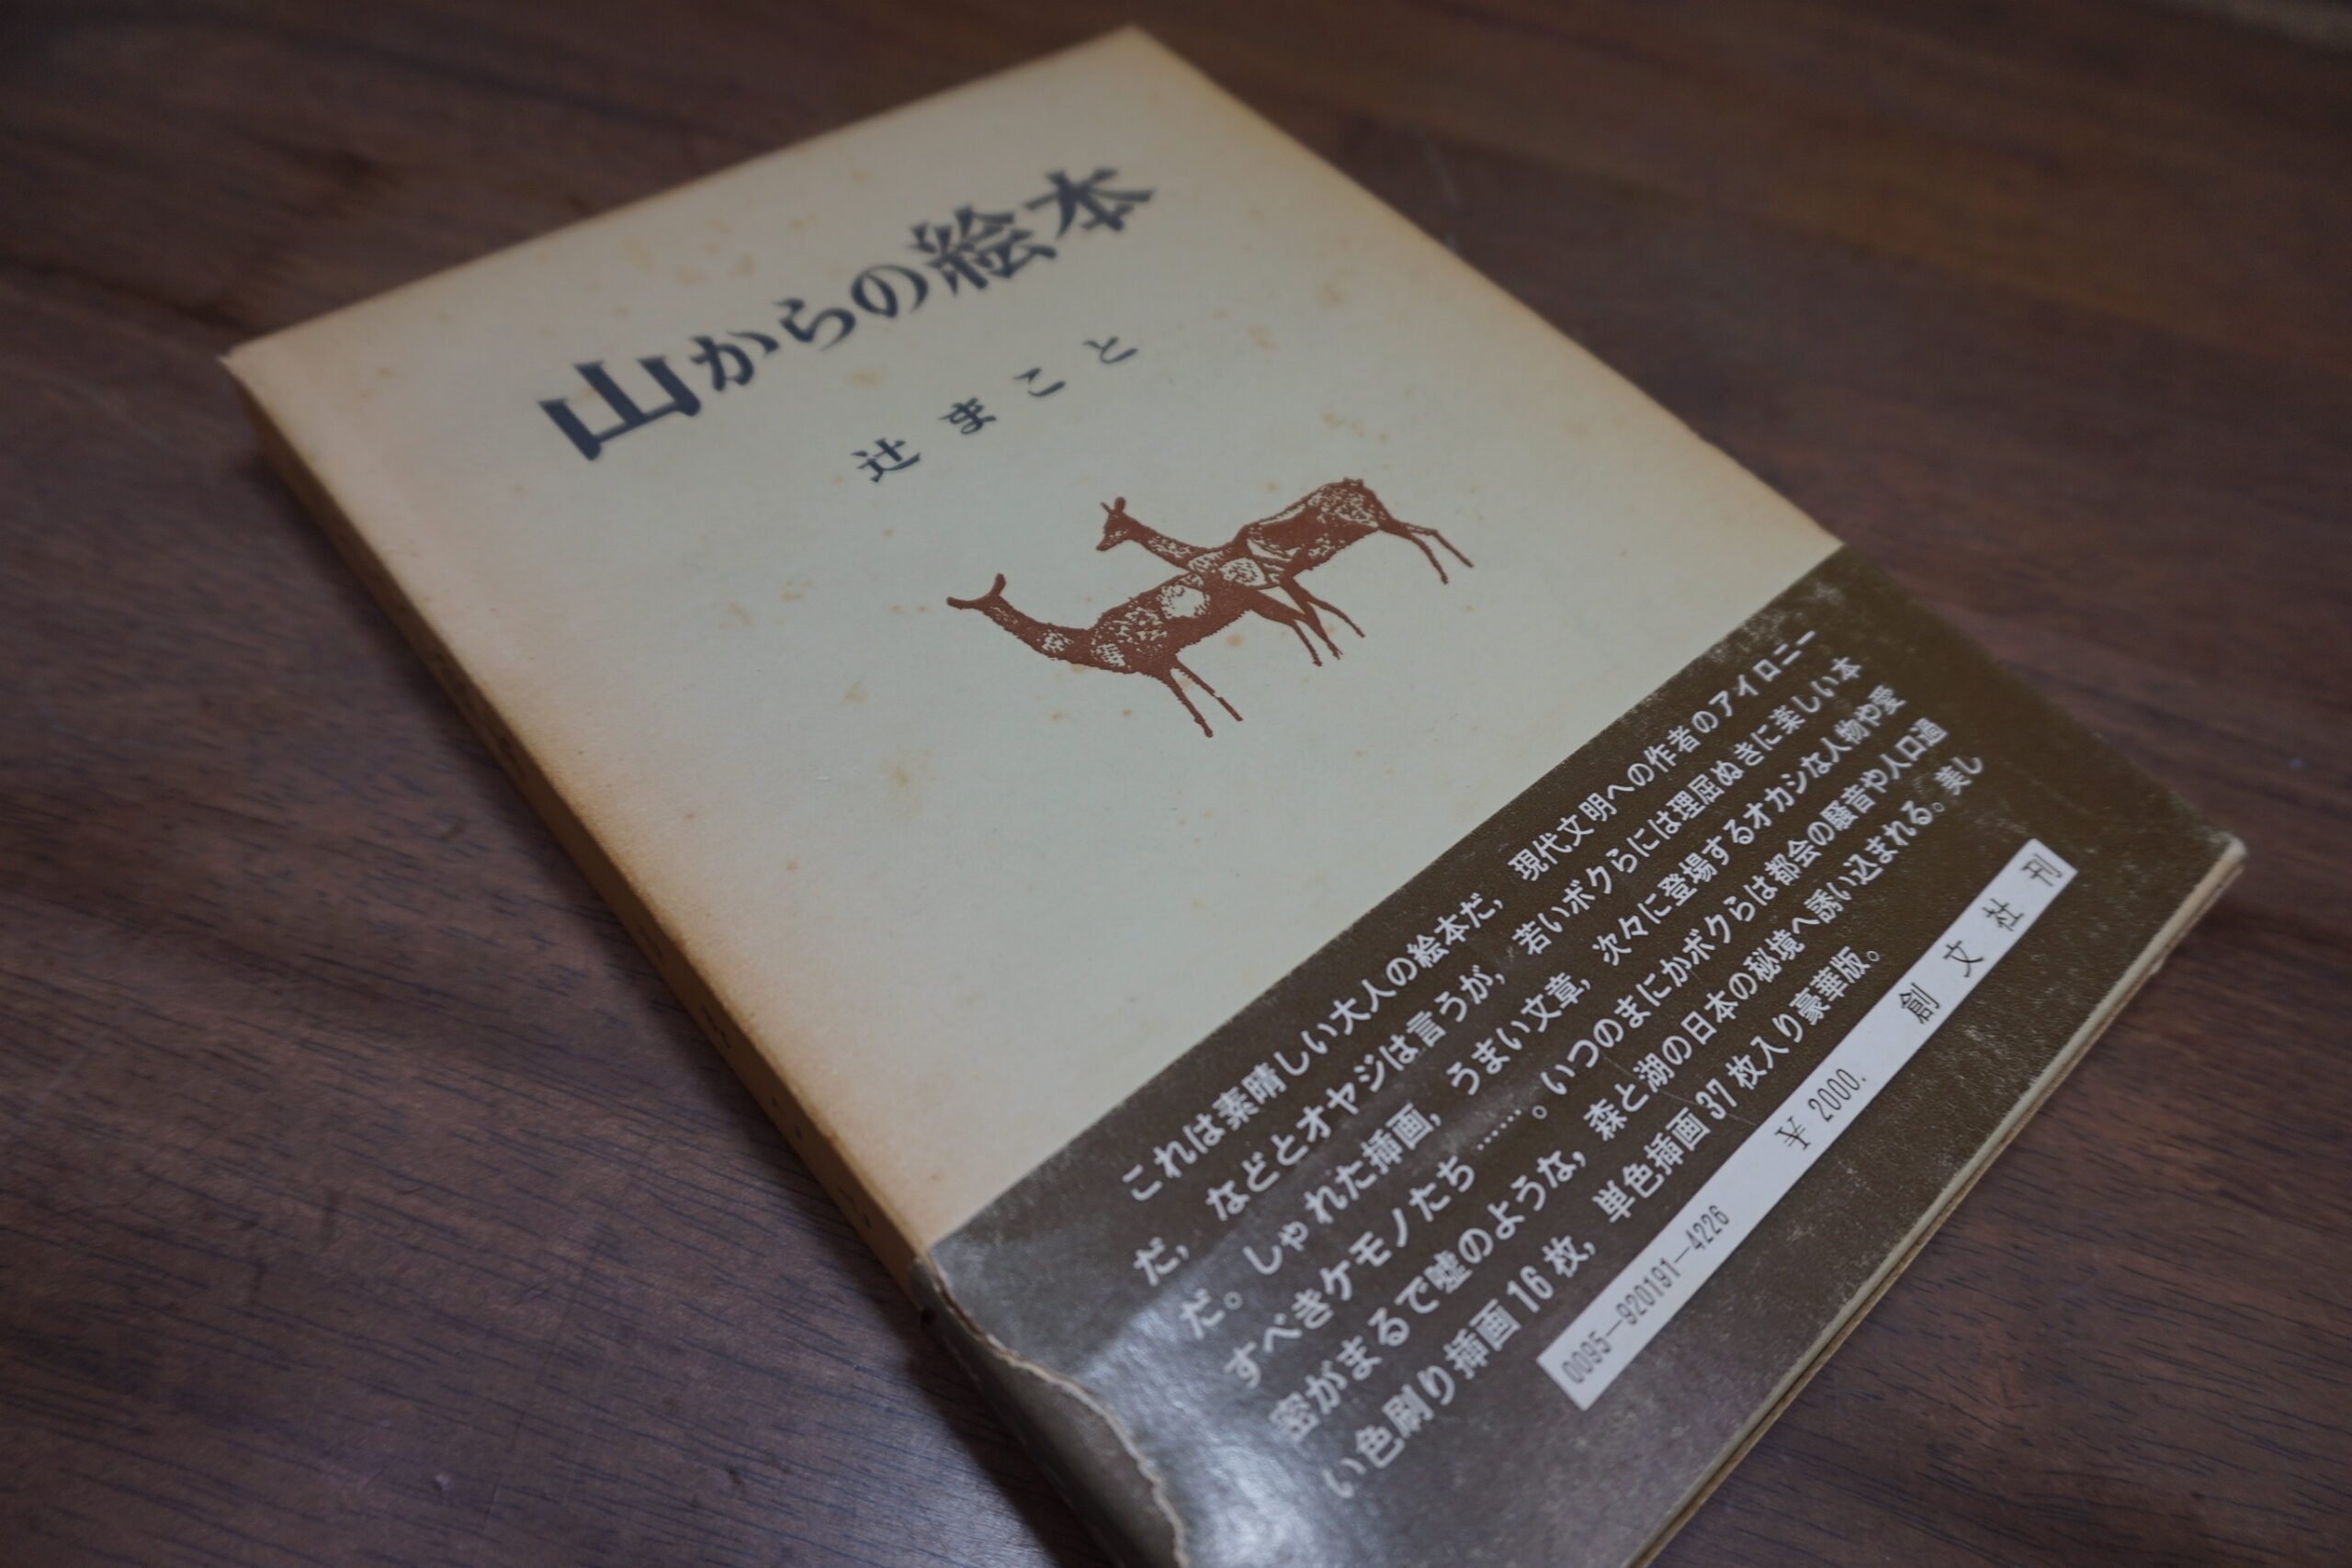 山からの絵本
辻まこと
これは素晴しい大人の絵本だ，現代文明への作者のアイロニー
だ，などとオヤジは言うが，若いボクらには理屈ぬきに楽しい本
だ。しゃれた挿画，うまい文章，次々に登場するオカシな人物や愛
すべきケモノたち……。いつのまにかボクらは都会の騒音や人口過
密がまるで嘘のような，森と湖の日本の秘境へ誘い込まれる。美し
い色刷り挿画16枚，単色挿画37枚入り豪華版。
0095—920191—4226 ¥2000. 創文社刊